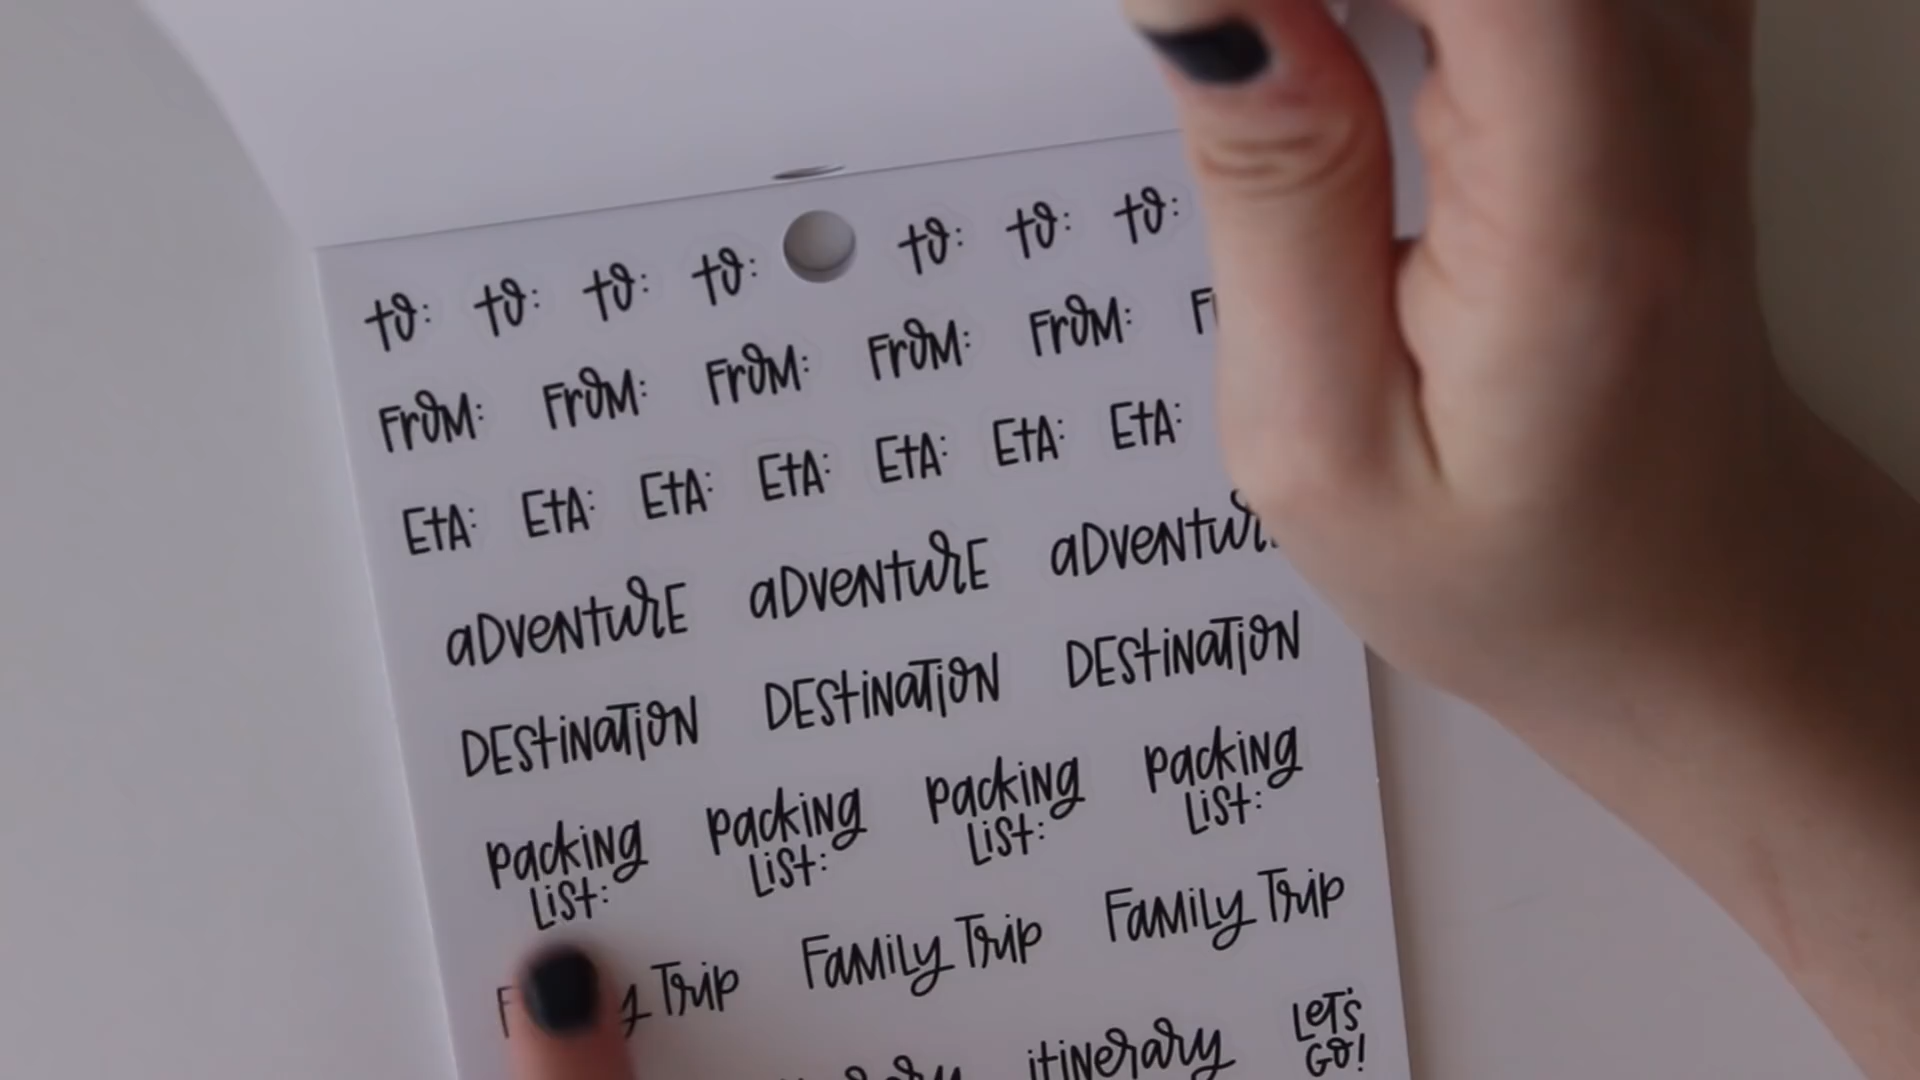 to: to: to: to: to: to: to:
From: From: From: From: From:
EtA: EtA: EtA: EtA: EtA: EtA: EtA:
aDVeNturE aDVeNturE
DEStiNaTioN DEStiNaTioN DEStiNaTioN
packiNg packiNg packiNg packiNg
LiSt: LiSt: LiSt: LiSt:
Trip FaMiLy Trip FaMiLy Trip
itiNerary LeT's
Go!